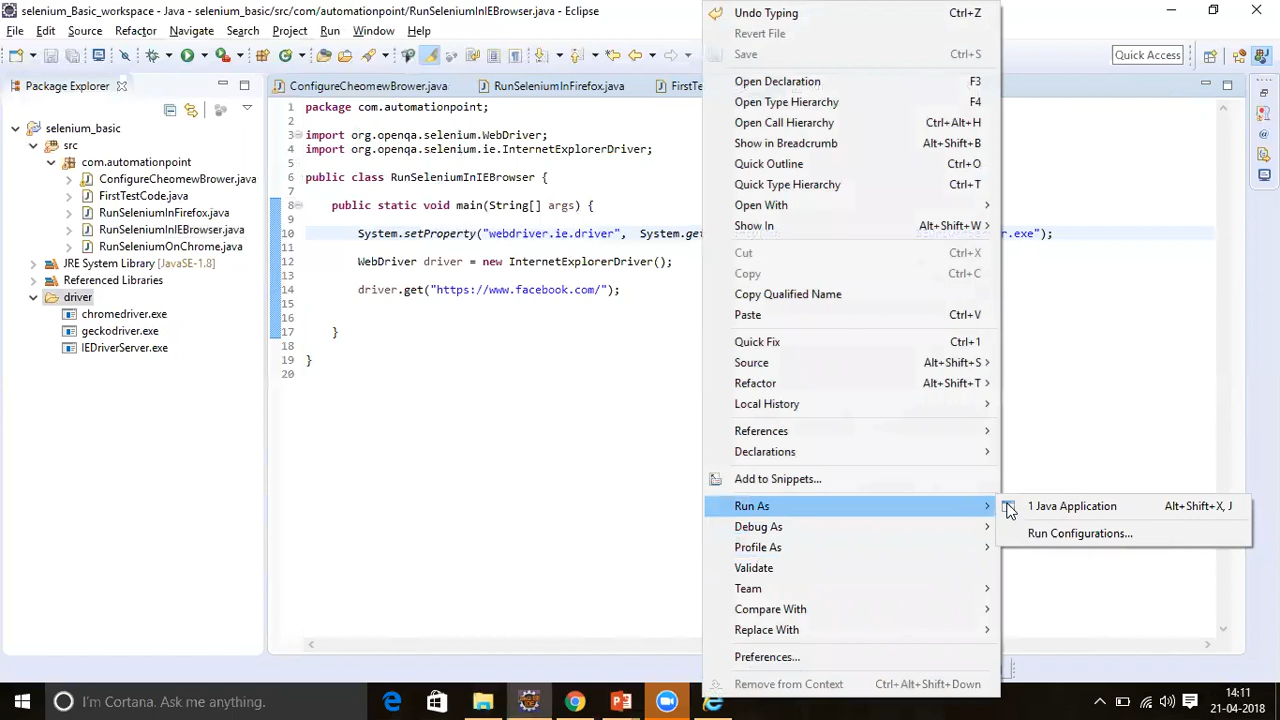 selenium_Basic_workspace - Java - selenium_basic/src/com/automationpoint/RunSeleniumInIEBrowser.java - Eclipse
File Edit Source Refactor Navigate Search Project Run Window Help
Quick Access
Package Explorer
selenium_basic
src
com.automationpoint
ConfigureCheomewBrower.java
FirstTestCode.java
RunSeleniumInFirefox.java
RunSeleniumInIEBrowser.java
RunSeleniumOnChrome.java
JRE System Library [JavaSE-1.8]
Referenced Libraries
driver
chromedriver.exe
geckodriver.exe
IEDriverServer.exe
ConfigureCheomewBrower.java RunSeleniumInFirefox.java FirstTe
1 package com.automationpoint;
2
3 import org.openqa.selenium.WebDriver;
4 import org.openqa.selenium.ie.InternetExplorerDriver;
5
6 public class RunSeleniumInIEBrowser {
7
8 public static void main(String[] args) {
9
10 System.setProperty("webdriver.ie.driver", System.get .exe");
11
12 WebDriver driver = new InternetExplorerDriver();
13
14 driver.get("https://www.facebook.com/");
15
16
17 }
18
19 }
20
Undo Typing Ctrl+Z
Revert File
Save Ctrl+S
Open Declaration F3
Open Type Hierarchy F4
Open Call Hierarchy Ctrl+Alt+H
Show in Breadcrumb Alt+Shift+B
Quick Outline Ctrl+O
Quick Type Hierarchy Ctrl+T
Open With
Show In Alt+Shift+W
Cut Ctrl+X
Copy Ctrl+C
Copy Qualified Name
Paste Ctrl+V
Quick Fix Ctrl+1
Source Alt+Shift+S
Refactor Alt+Shift+T
Local History
References
Declarations
Add to Snippets...
Run As
Debug As
Profile As
Validate
Team
Compare With
Replace With
Preferences...
Remove from Context Ctrl+Alt+Shift+Down
1 Java Application Alt+Shift+X, J
Run Configurations...
I'm Cortana. Ask me anything.
14:11
21-04-2018